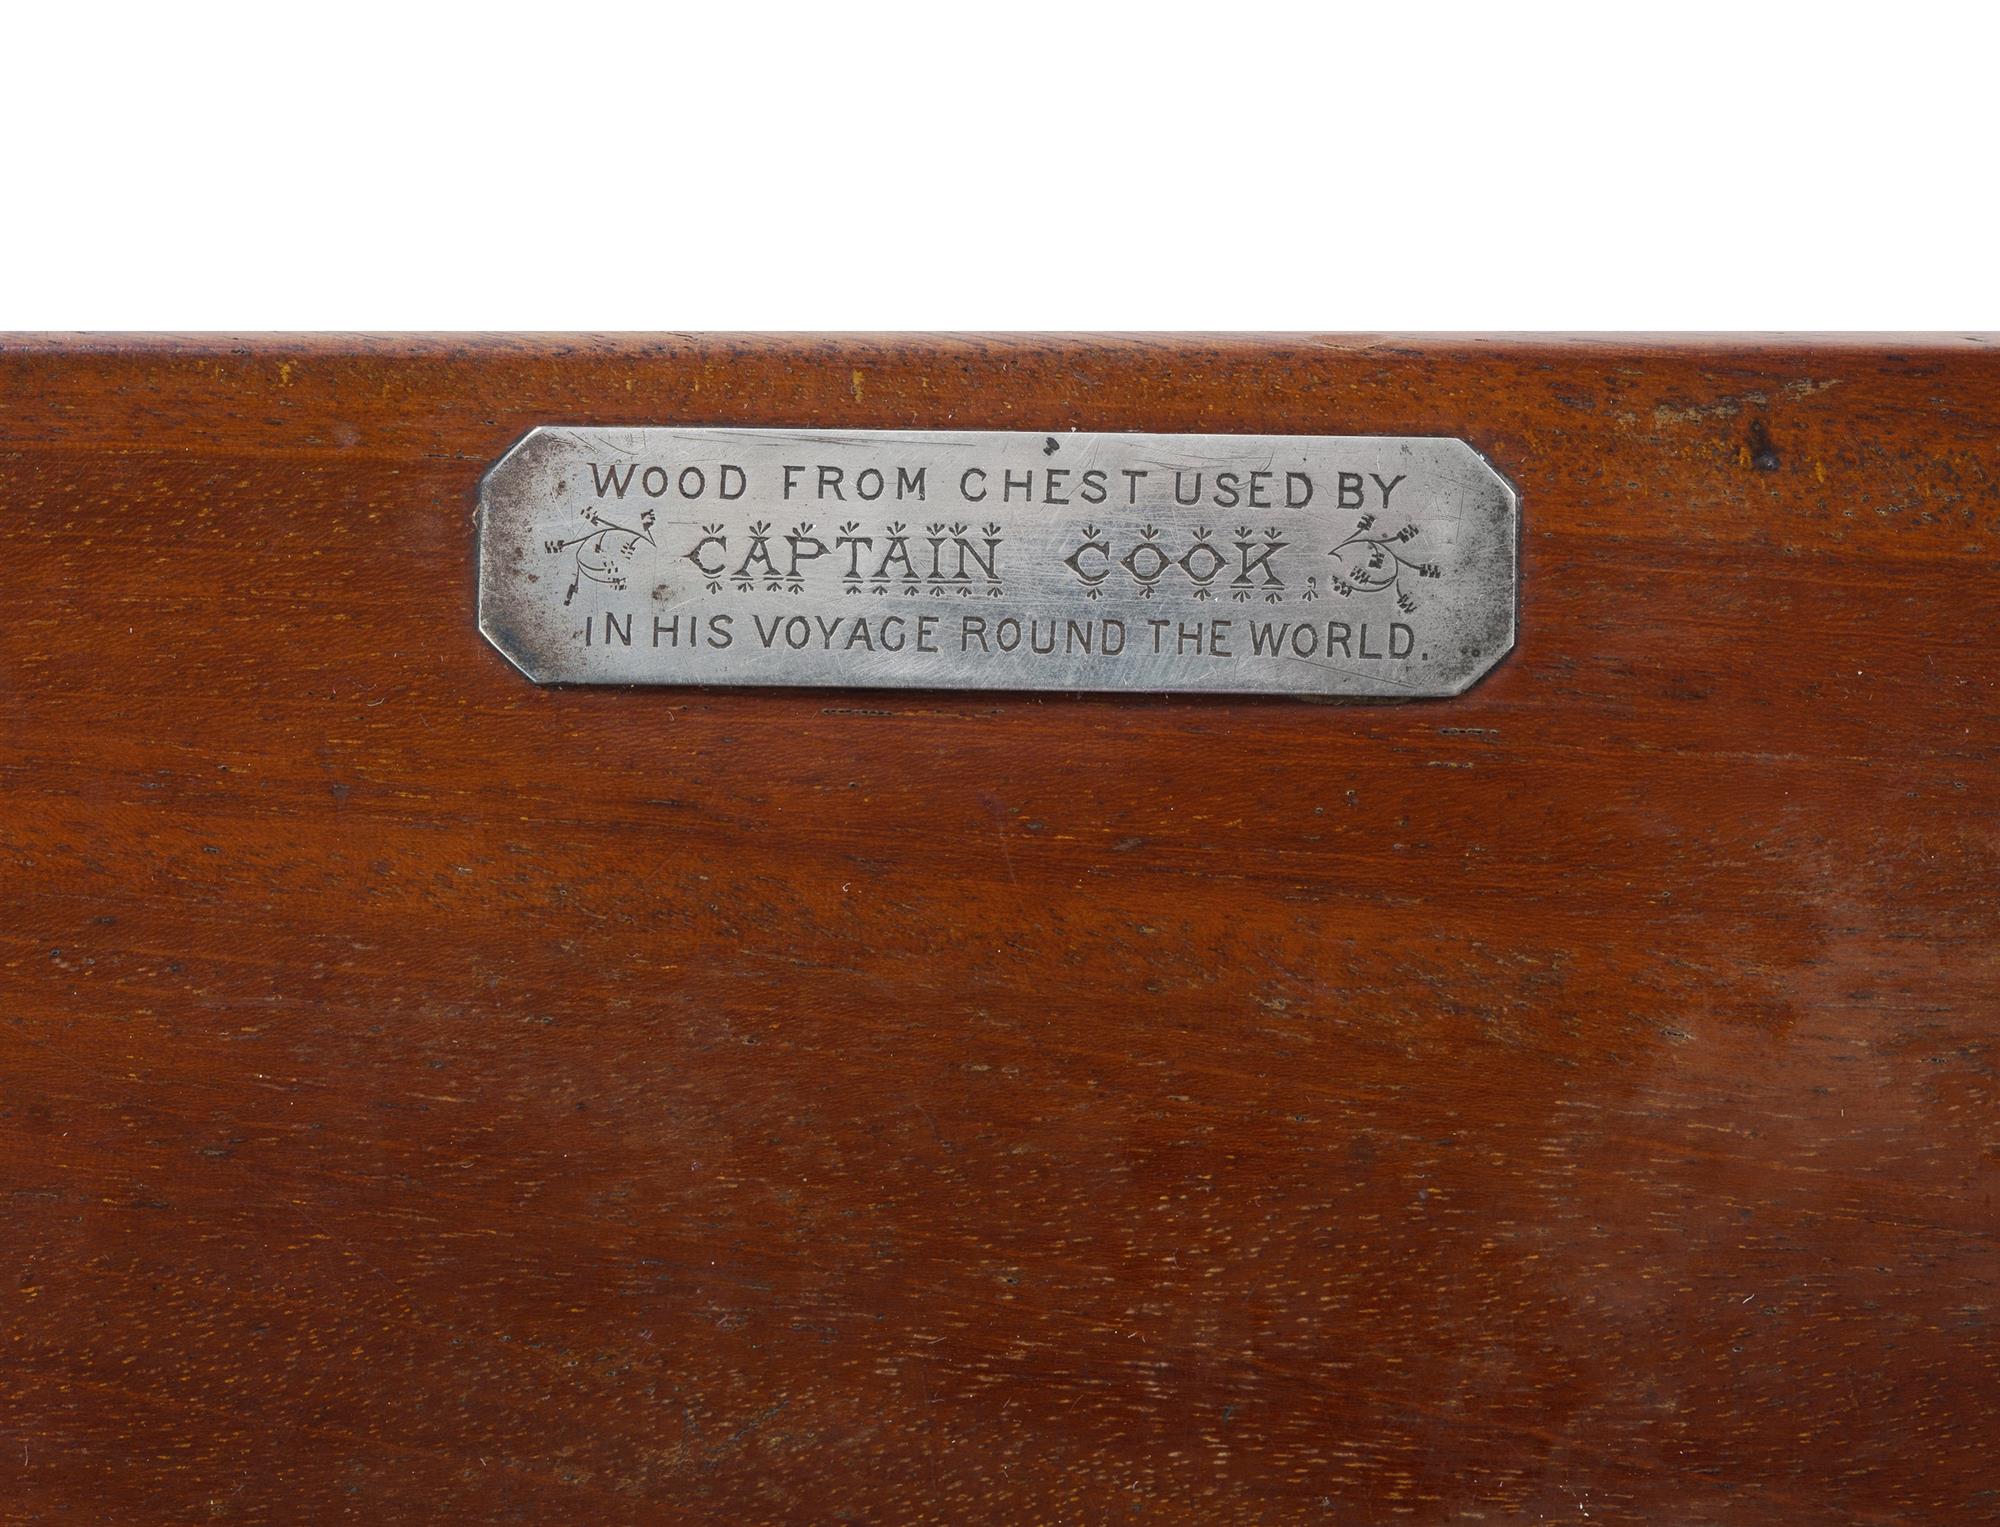 WOOD FROM CHEST USED BY
CAPTAIN COOK,
IN HIS VOYAGE ROUND THE WORLD.